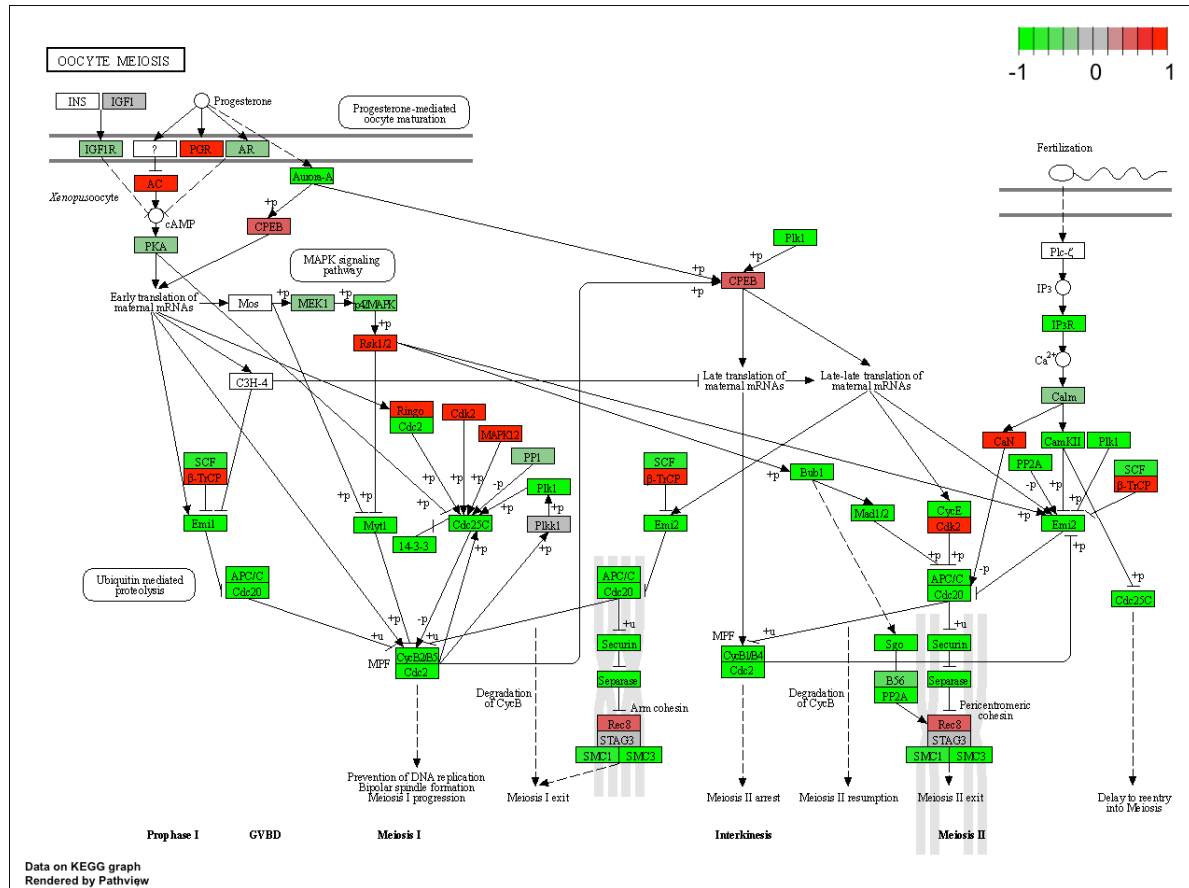 OOCYTE MEIOSIS
-1 0 1
INS IGF1
Progesterone
Progesterone-mediated
oocyte maturation
IGF1R ? PGR AR
Fertilization
AC
Aurora-A
Xenopus oocyte
cAMP
+p
CPEB
PKA
Plk1
Plc-ζ
MAPK signaling
pathway
+p
+p
+p
CPEB
IP3
Early translation of
maternal mRNAs
Mos
+p
MEK1
+p
p42MAPK
+p
IP3R
Rsk1/2
Ca2+
Late translation of
maternal mRNAs
Late-late translation of
maternal mRNAs
C3H-4
Calm
Ringo
Cdc2
Cdk2
MAPK12
CaN
CamKII
Plk1
PP1
SCF
β-TrCP
SCF
β-TrCP
Bub1
PP2A
SCF
β-TrCP
+p
+p
+p
+p
-p
+p
+p
-p
+p
Plk1
Emi1
Myt1
Cdc25C
+p
Plkk1
Emi2
Mad1/2
CycE
Cdk2
+p
Emi2
14-3-3
+p
+p
+p
+p
+p
Ubiquitin mediated
proteolysis
APC/C
Cdc20
APC/C
Cdc20
APC/C
Cdc20
-p
+p
Cdc25C
+u
+p
-p
+u
+u
MPF
+u
+u
MPF
CycB2/B5
Cdc2
Securin
CycB1/B4
Cdc2
Sgo
Securin
Separase
B56
PP2A
Separase
Degradation
of CycB
Arm cohesin
Degradation
of CycB
Pericentromeric
cohesin
Rec8
STAG3
SMC1 SMC3
Rec8
STAG3
SMC1 SMC3
Prevention of DNA replication
Bipolar spindle formation
Meiosis I progression
Meiosis I exit
Meiosis II arrest
Meiosis II resumption
Meiosis II exit
Delay to reentry
into Meiosis
Prophase I GVBD Meiosis I Interkinesis Meiosis II
Data on KEGG graph
Rendered by Pathview